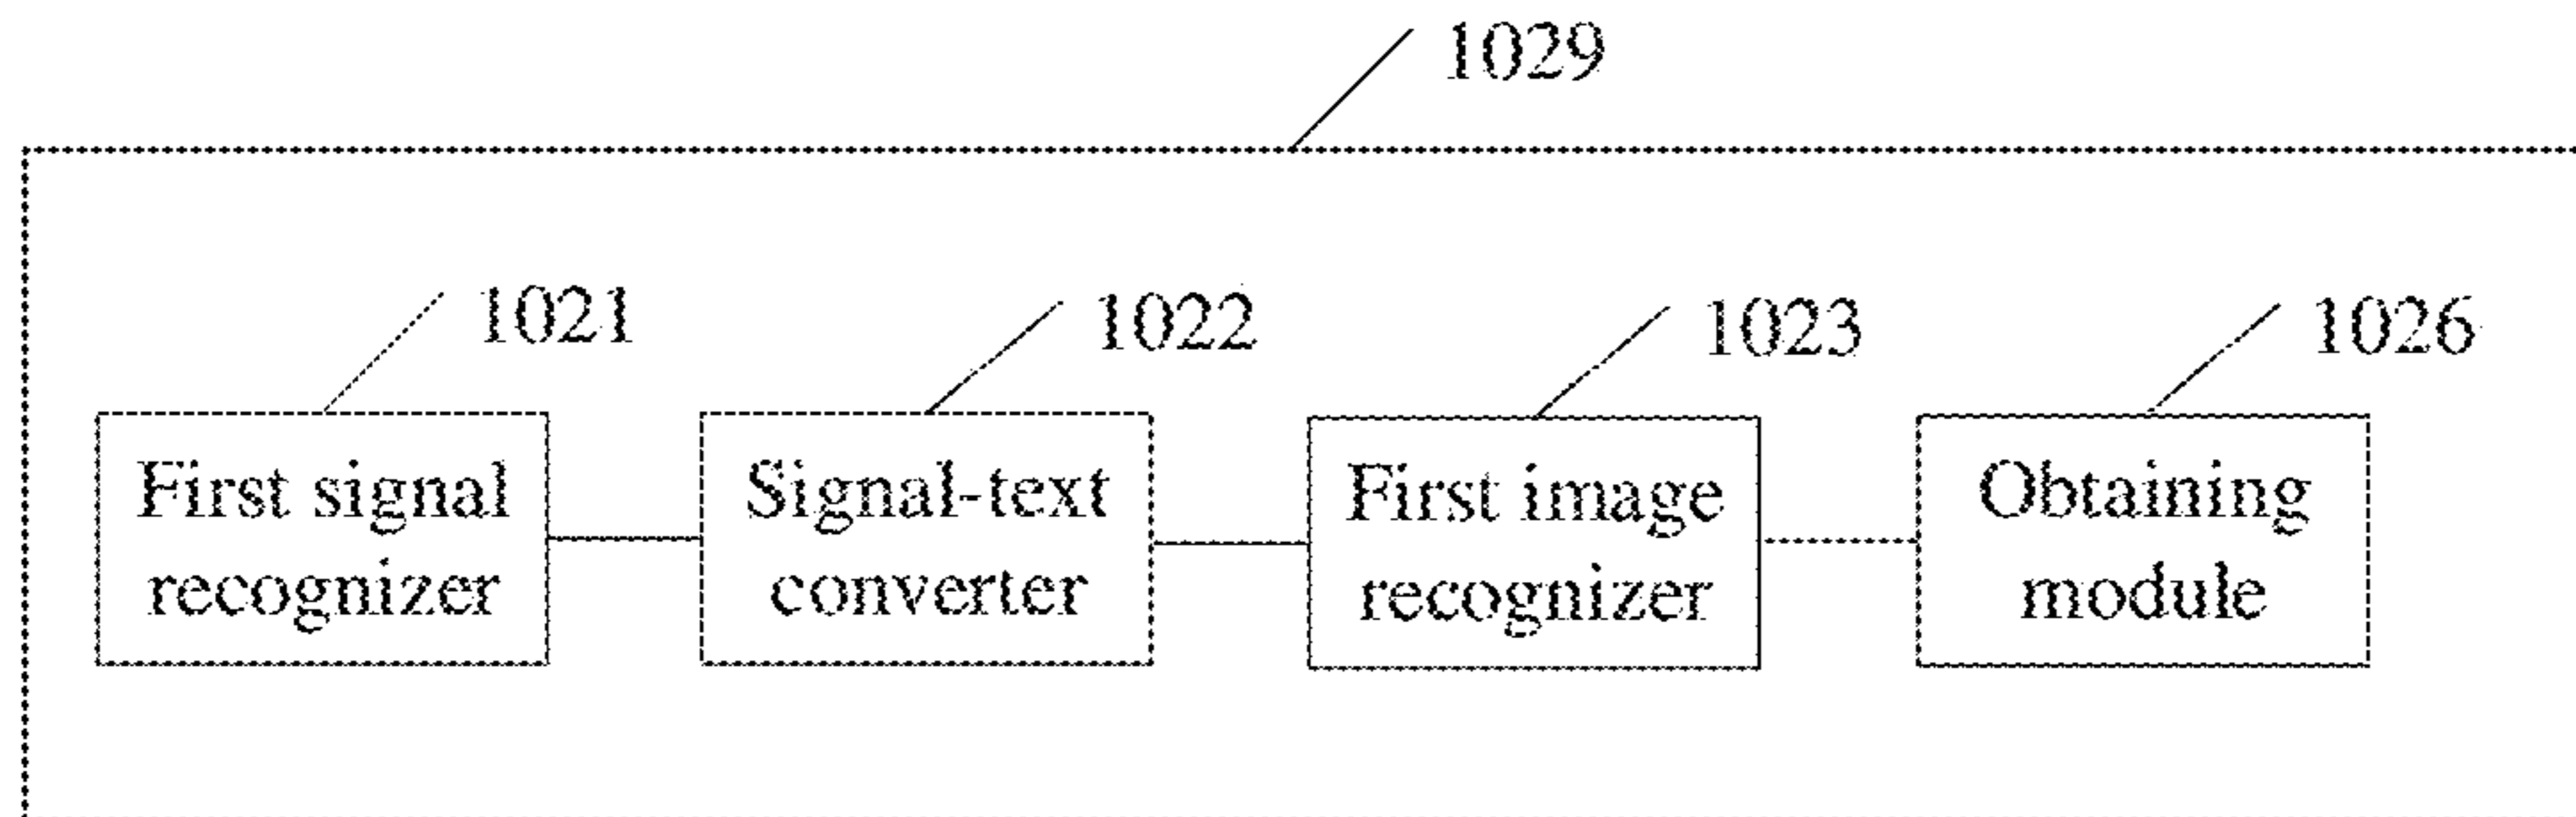 1029
1021
1022
1023
1026
First signal
recognizer
Signal-text
converter
First image
recognizer
Obtaining
module